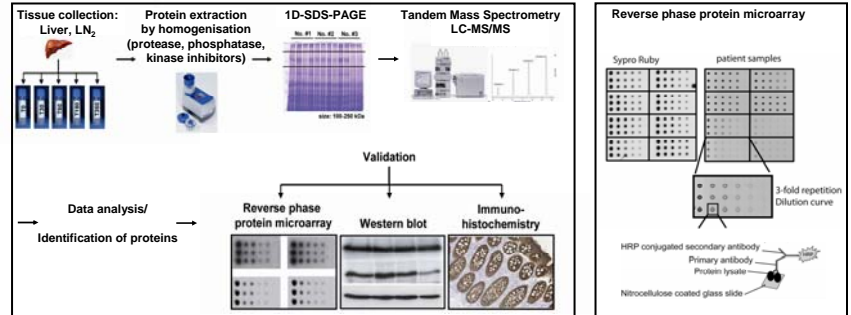 Tissue collection:
Liver, LN2
Protein extraction
by homogenisation
(protease, phosphatase,
kinase inhibitors)
1D-SDS-PAGE
No. #1 No. #2 No. #3
size: 100-250 kDa
Tandem Mass Spectrometry
LC-MS/MS
Data analysis/
Identification of proteins
Validation
Reverse phase
protein microarray
Western blot
Immuno-
histochemistry
Reverse phase protein microarray
Sypro Ruby
patient samples
3-fold repetition
Dilution curve
HRP conjugated secondary antibody
Primary antibody
Protein lysate
Nitrocellulose coated glass slide